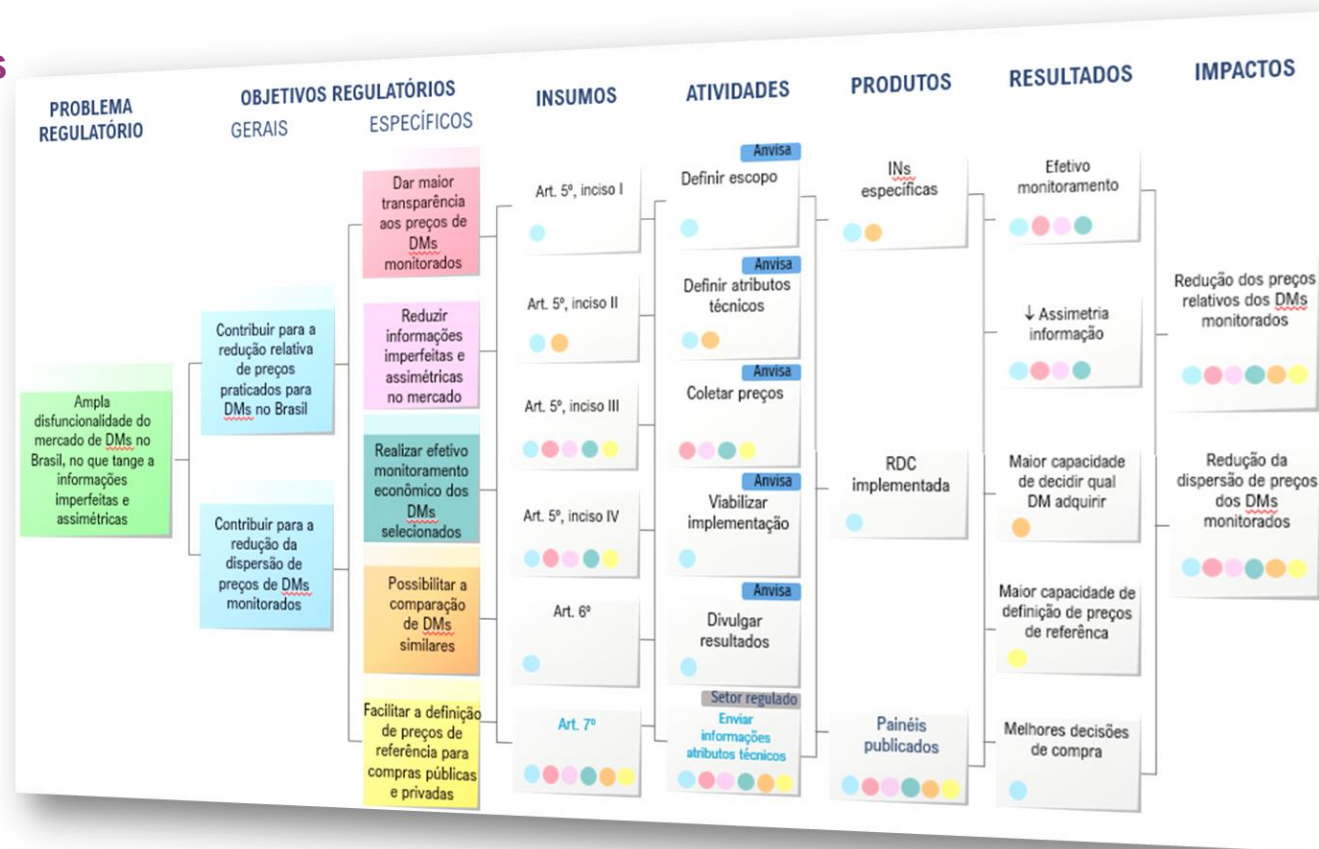 S
PROBLEMA
REGULATÓRIO
OBJETIVOS REGULATÓRIOS
GERAIS
ESPECÍFICOS
INSUMOS
ATIVIDADES
PRODUTOS
RESULTADOS
IMPACTOS
Ampla
disfuncionalidade do
mercado de DMs no
Brasil, no que tange a
informações
imperfeitas e
assimétricas
Contribuir para a
redução relativa
de preços
praticados para
DMs no Brasil
Contribuir para a
redução da
dispersão de
preços de DMs
monitorados
Dar maior
transparência
aos preços de
DMs
monitorados
Reduzir
informações
imperfeitas e
assimétricas
no mercado
Realizar efetivo
monitoramento
econômico dos
DMs
selecionados
Possibilitar a
comparação
de DMs
similares
Facilitar a definição
de preços de
referência para
compras públicas
e privadas
Art. 5º, inciso I
Art. 5º, inciso II
Art. 5º, inciso III
Art. 5º, inciso IV
Art. 6º
Art. 7º
Anvisa
Definir escopo
Anvisa
Definir atributos
técnicos
Anvisa
Coletar preços
Anvisa
Viabilizar
implementação
Anvisa
Divulgar
resultados
Setor regulado
Enviar
informações
atributos técnicos
INs
específicas
RDC
implementada
Painéis
publicados
Efetivo
monitoramento
↓ Assimetria
informação
Maior capacidade
de decidir qual
DM adquirir
Maior capacidade de
definição de preços
de referênca
Melhores decisões
de compra
Redução dos preços
relativos dos DMs
monitorados
Redução da
dispersão de preços
dos DMs
monitorados